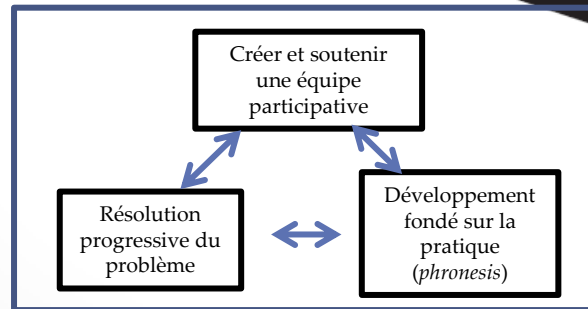 Créer et soutenir
une équipe
participative
Résolution
progressive du
problème
Développement
fondé sur la
pratique
(phronesis)